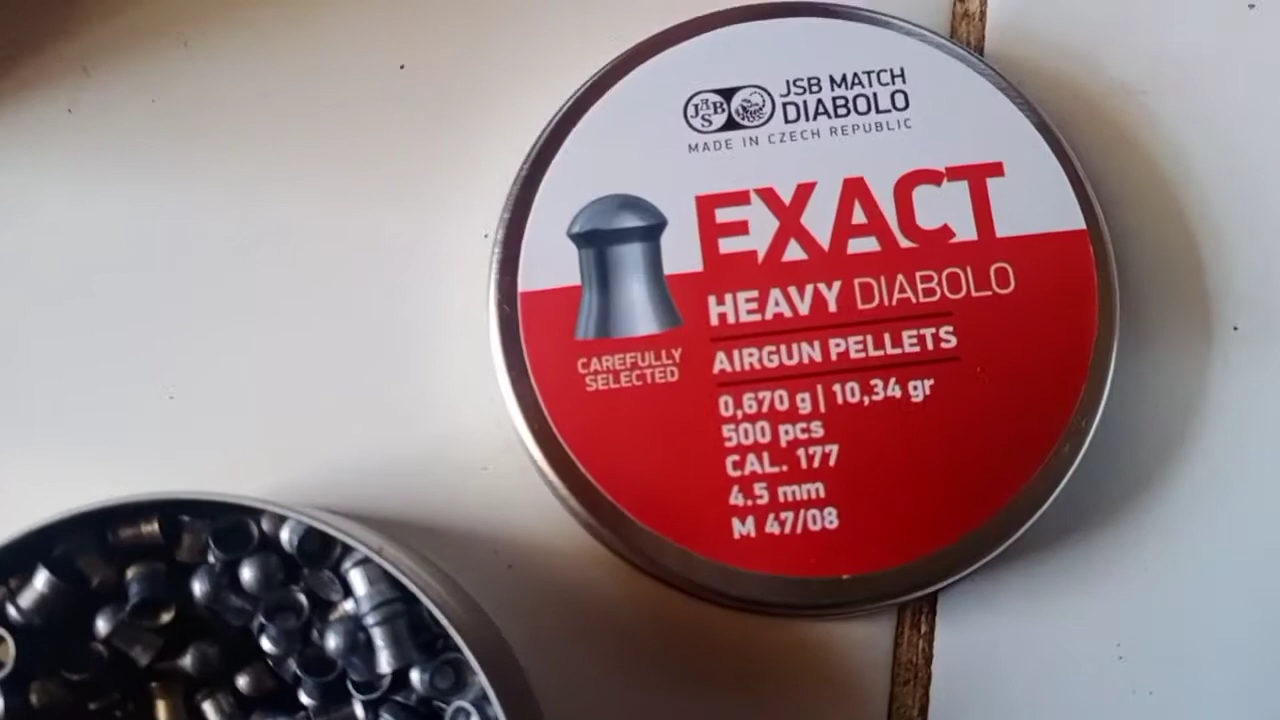 JSB
JSB MATCH
DIABOLO
MADE IN CZECH REPUBLIC
EXACT
HEAVY DIABOLO
AIRGUN PELLETS
CAREFULLY
SELECTED
0,670 g | 10,34 gr
500 pcs
CAL. 177
4.5 mm
M 47/08